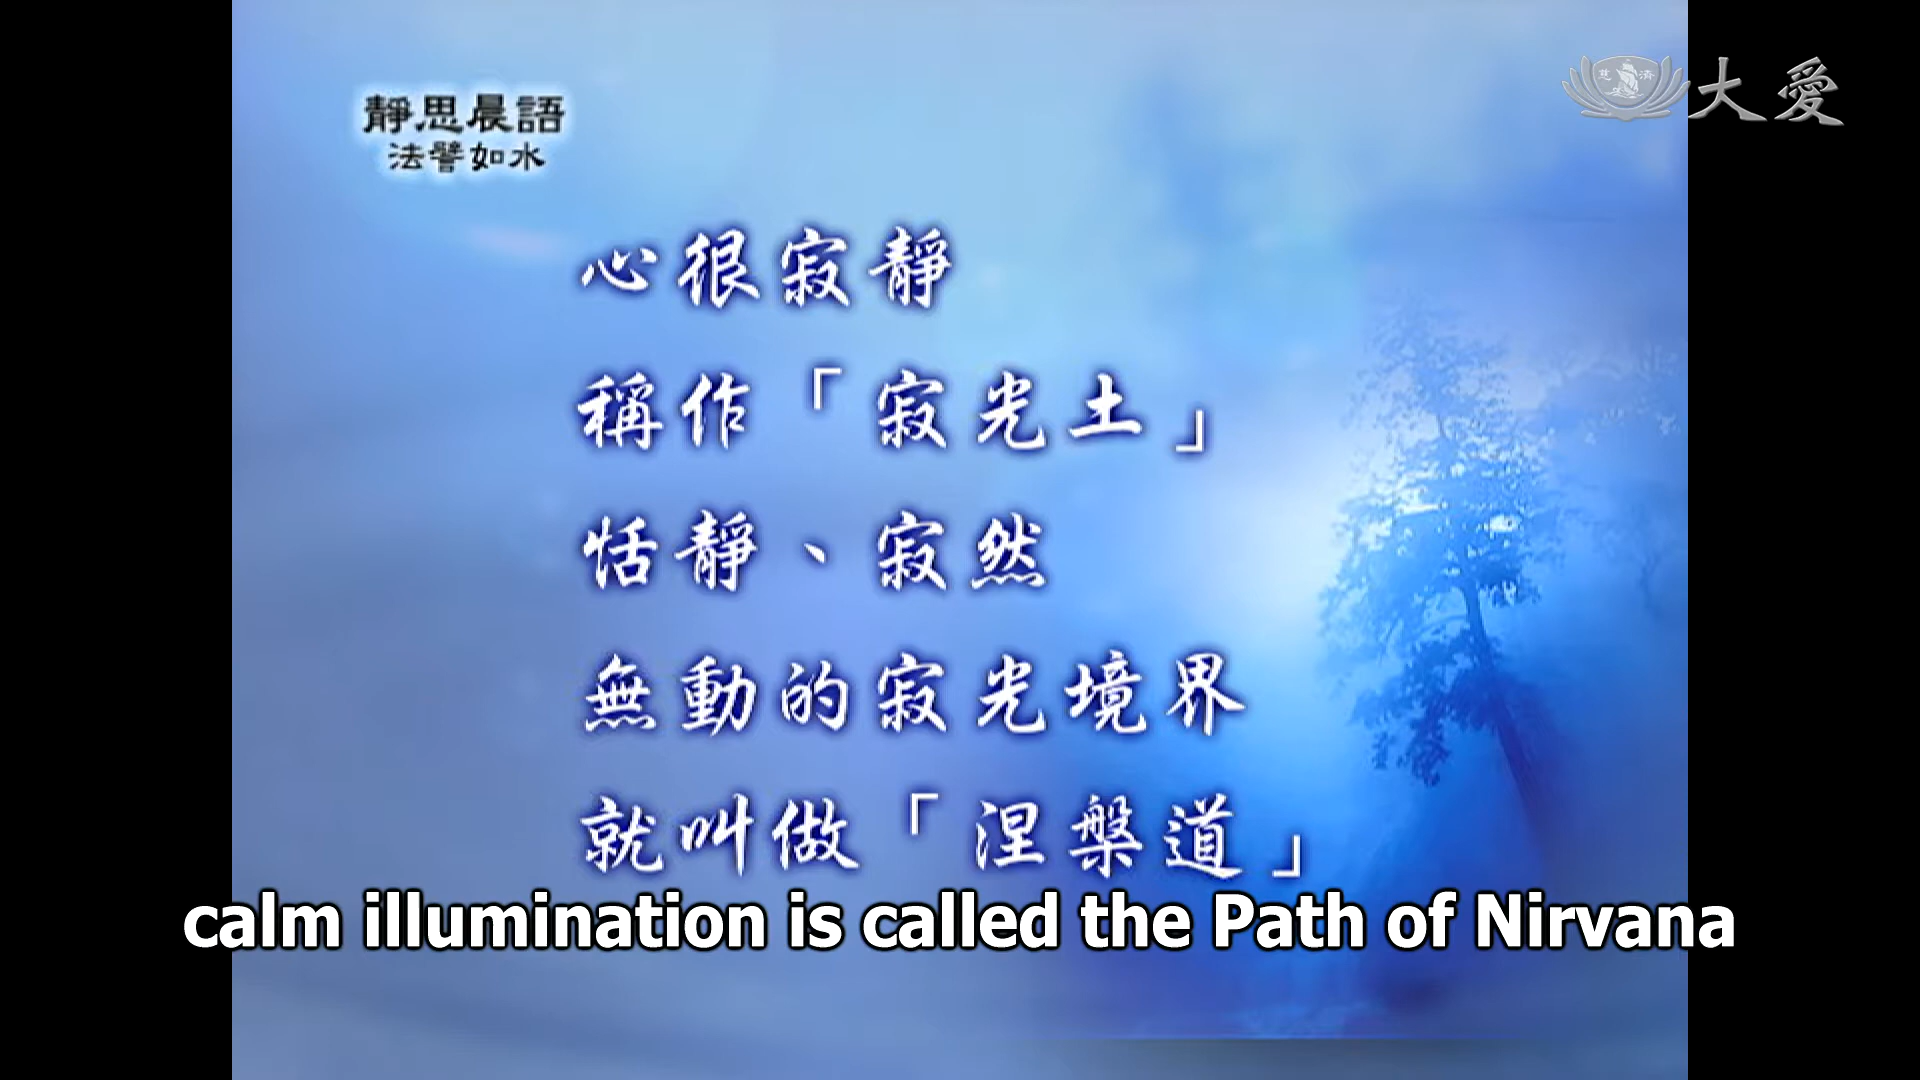 靜思晨語
法譬如水
慈濟
大愛
心很寂靜
稱作「寂光土」
恬靜、寂然
無動的寂光境界
就叫做「涅槃道」
calm illumination is called the Path of Nirvana